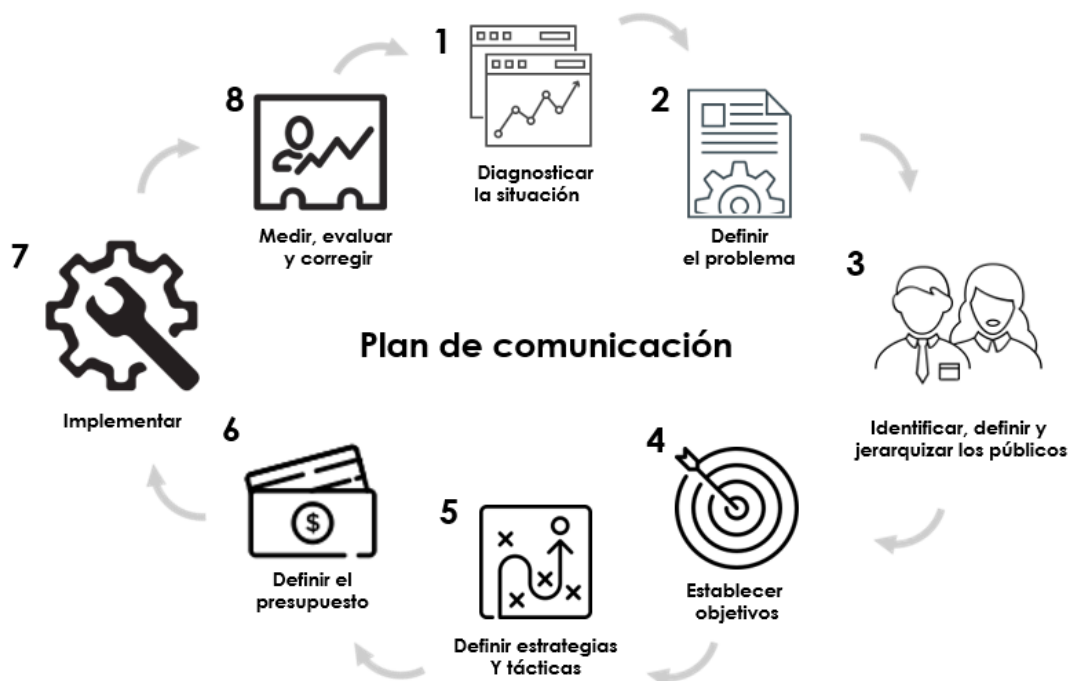 1
Diagnosticar
la situación
2
Definir
el problema
3
Identificar, definir y
jerarquizar los públicos
4
Establecer
objetivos
5
Definir estrategias
Y tácticas
6
$
Definir el
presupuesto
7
Implementar
8
Medir, evaluar
y corregir
Plan de comunicación